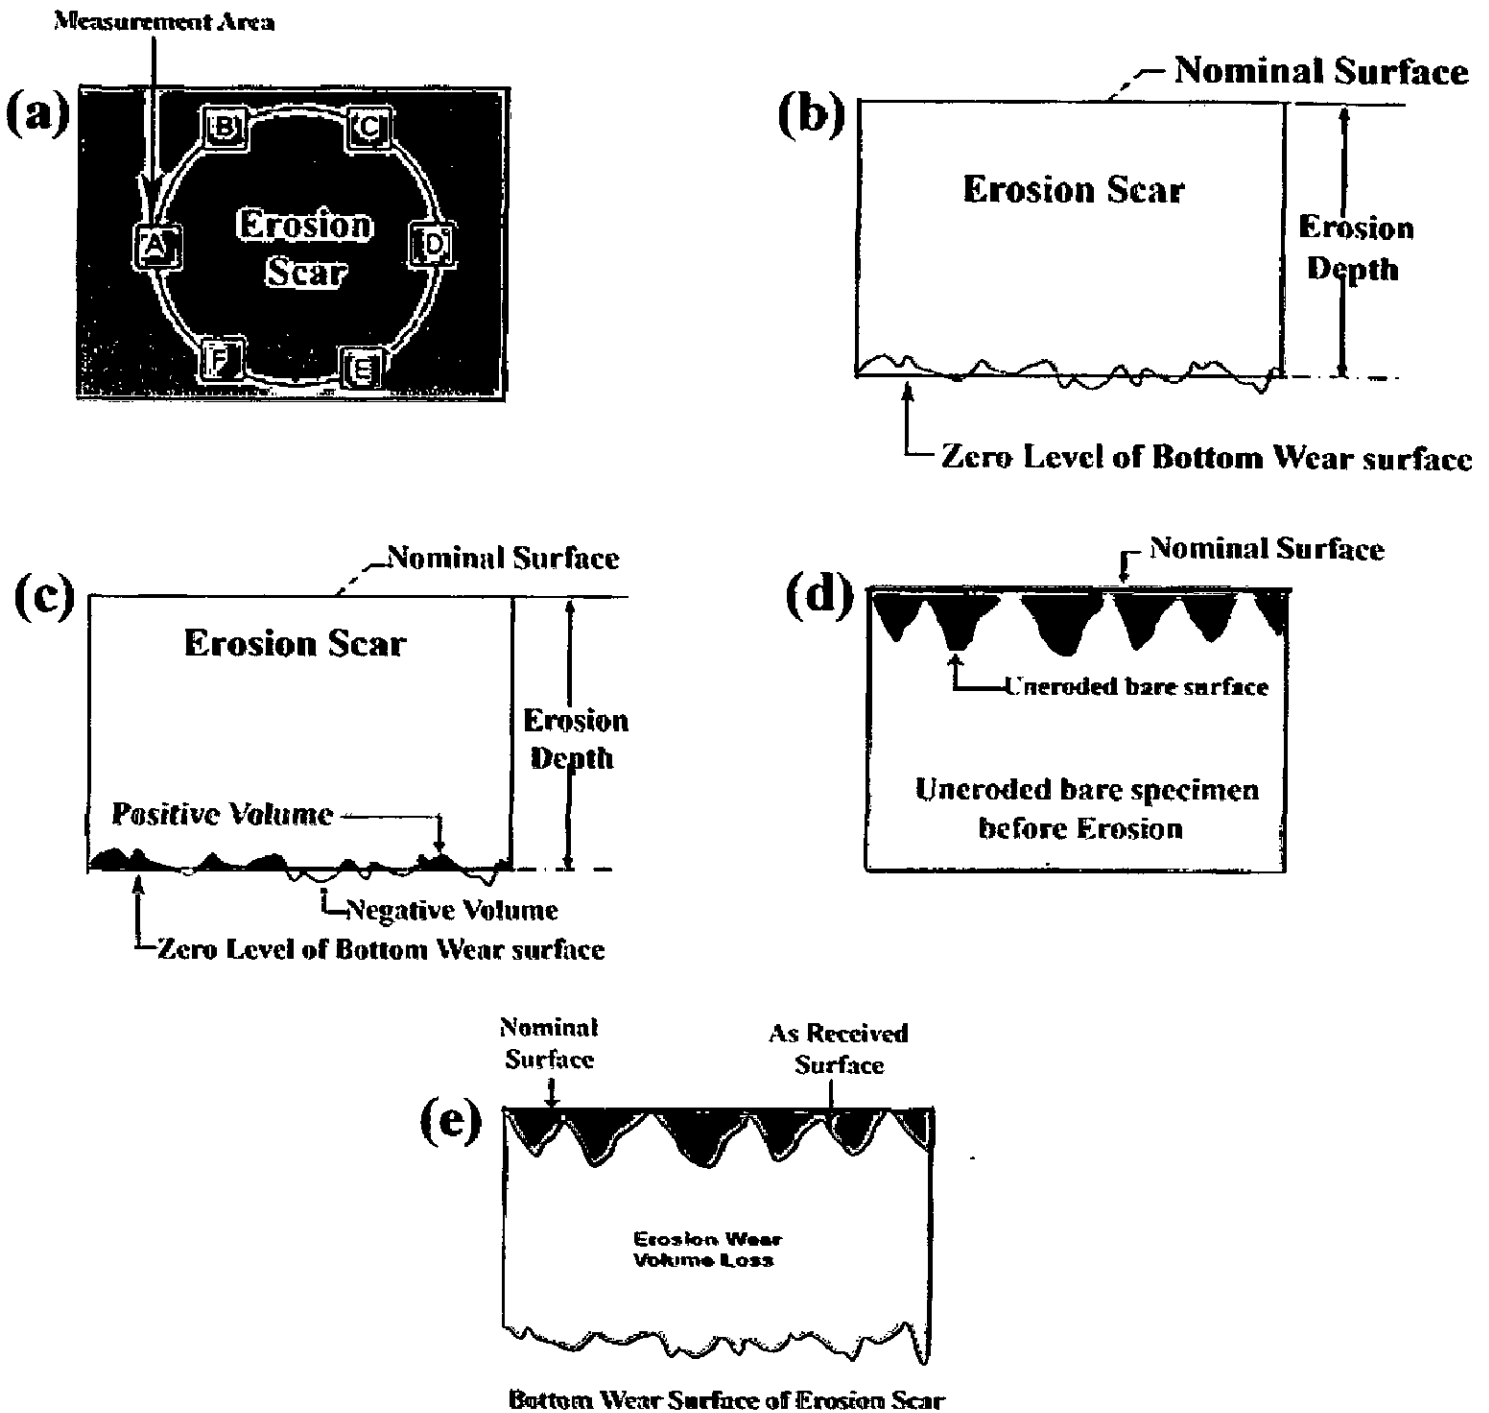 Measurement Area
(a)
B
C
A
Erosion
Scar
D
F
E
(b)
Nominal Surface
Erosion Scar
Erosion
Depth
Zero Level of Bottom Wear surface
(c)
Nominal Surface
Erosion Scar
Erosion
Depth
Positive Volume
Negative Volume
Zero Level of Bottom Wear surface
(d)
Nominal Surface
Uneroded bare surface
Uneroded bare specimen
before Erosion
(e)
Nominal
Surface
As Received
Surface
Erosion Wear
Volume Loss
Bottom Wear Surface of Erosion Scar